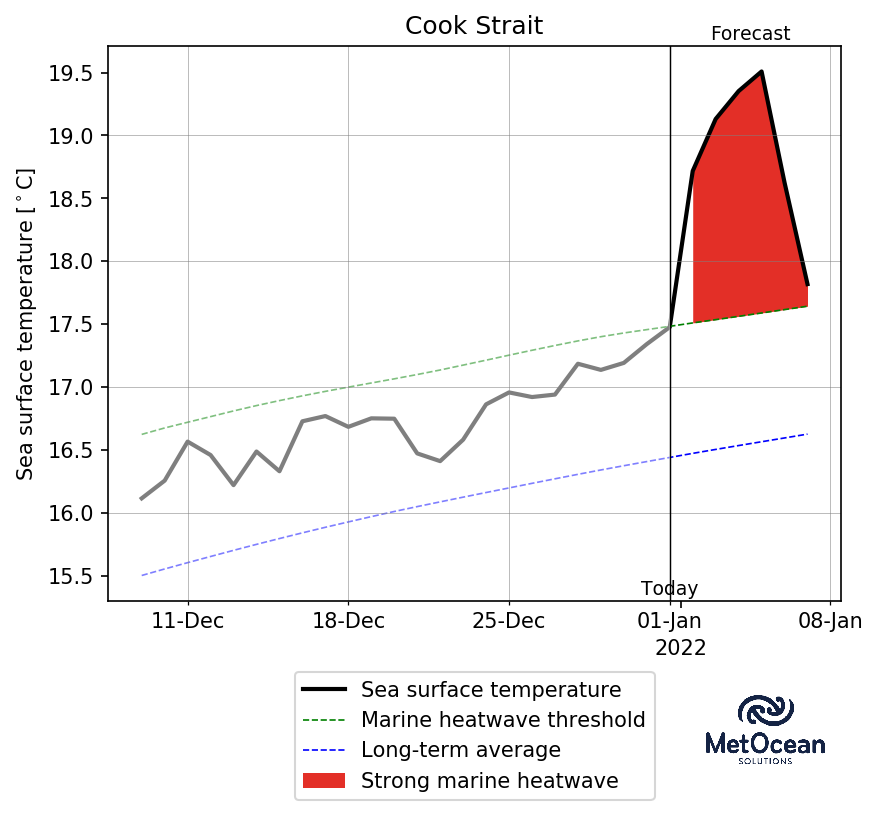 Cook Strait
Forecast
Sea surface temperature [°C]
19.5
19.0
18.5
18.0
17.5
17.0
16.5
16.0
15.5
Today
11-Dec 18-Dec 25-Dec 01-Jan 08-Jan
2022
Sea surface temperature
Marine heatwave threshold
Long-term average
Strong marine heatwave
MetOcean
SOLUTIONS